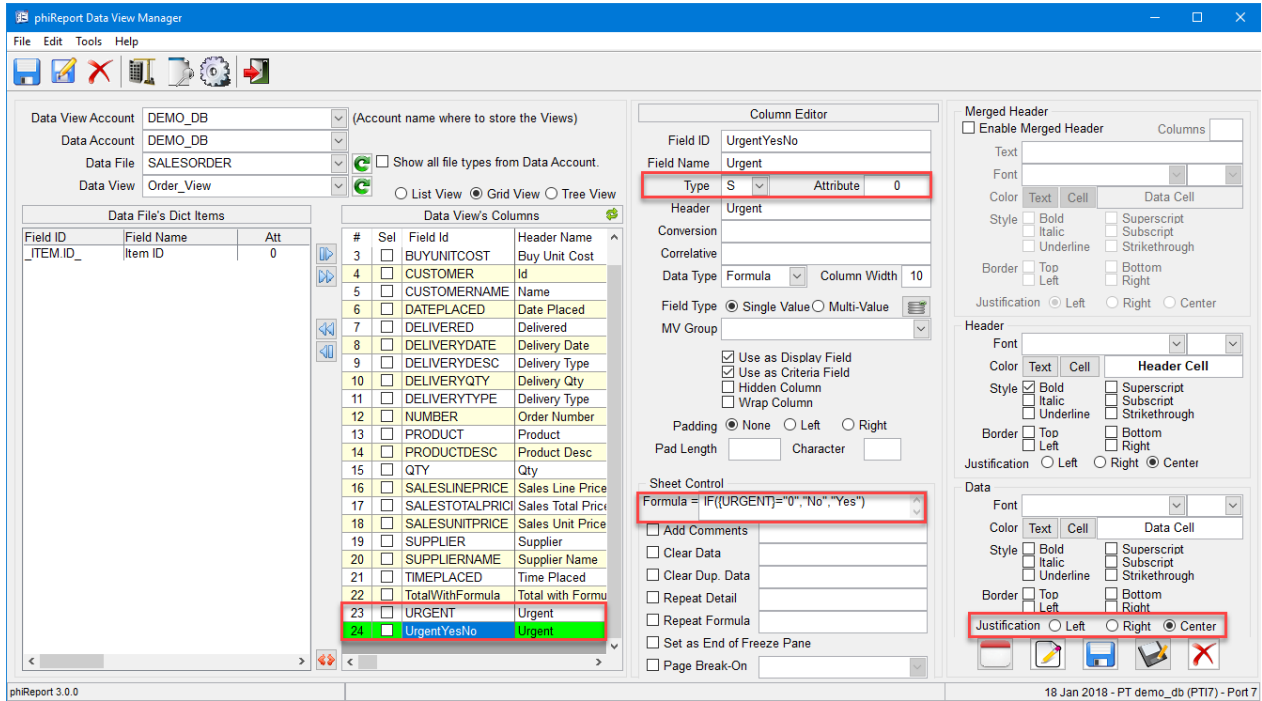 phiReport Data View Manager
File Edit Tools Help
Data View Account DEMO_DB (Account name where to store the Views)
Data Account DEMO_DB
Data File SALESORDER Show all file types from Data Account.
Data View Order_View List View Grid View Tree View
Data File's Dict Items
Field ID Field Name Att
_ITEM.ID_ Item ID 0
Data View's Columns
# Sel Field Id Header Name
3 BUYUNITCOST Buy Unit Cost
4 CUSTOMER Id
5 CUSTOMERNAME Name
6 DATEPLACED Date Placed
7 DELIVERED Delivered
8 DELIVERYDATE Delivery Date
9 DELIVERYDESC Delivery Type
10 DELIVERYQTY Delivery Qty
11 DELIVERYTYPE Delivery Type
12 NUMBER Order Number
13 PRODUCT Product
14 PRODUCTDESC Product Desc
15 QTY Qty
16 SALESLINEPRICE Sales Line Price
17 SALESTOTALPRICI Sales Total Price
18 SALESUNITPRICE Sales Unit Price
19 SUPPLIER Supplier
20 SUPPLIERNAME Supplier Name
21 TIMEPLACED Time Placed
22 TotalWithFormula Total with Formu
23 URGENT Urgent
24 UrgentYesNo Urgent
Column Editor
Field ID UrgentYesNo
Field Name Urgent
Type S Attribute 0
Header Urgent
Conversion
Correlative
Data Type Formula Column Width 10
Field Type Single Value Multi-Value
MV Group
Use as Display Field
Use as Criteria Field
Hidden Column
Wrap Column
Padding None Left Right
Pad Length Character
Sheet Control
Formula = IF({URGENT}="0","No","Yes")
Add Comments
Clear Data
Clear Dup. Data
Repeat Detail
Repeat Formula
Set as End of Freeze Pane
Page Break-On
Merged Header
Enable Merged Header Columns
Text
Font
Color Text Cell Data Cell
Style Bold Superscript
Italic Subscript
Underline Strikethrough
Border Top Bottom
Left Right
Justification Left Right Center
Header
Font
Color Text Cell Header Cell
Style Bold Superscript
Italic Subscript
Underline Strikethrough
Border Top Bottom
Left Right
Justification Left Right Center
Data
Font
Color Text Cell Data Cell
Style Bold Superscript
Italic Subscript
Underline Strikethrough
Border Top Bottom
Left Right
Justification Left Right Center
phiReport 3.0.0
18 Jan 2018 - PT demo_db (PTI7) - Port 7